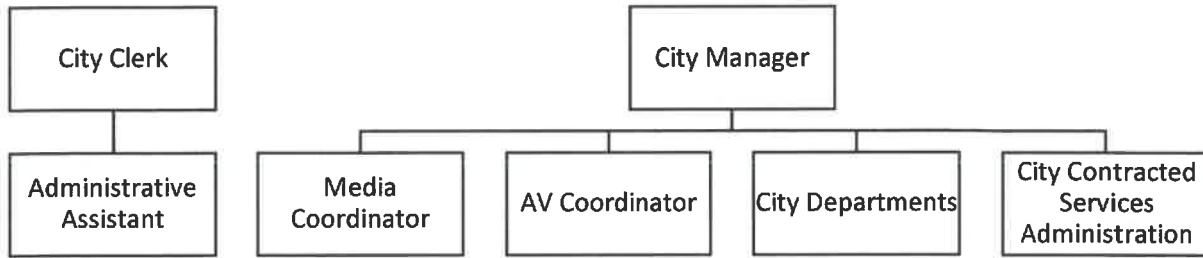 City Clerk
City Manager
Administrative
Assistant
Media
Coordinator
AV Coordinator
City Departments
City Contracted
Services
Administration